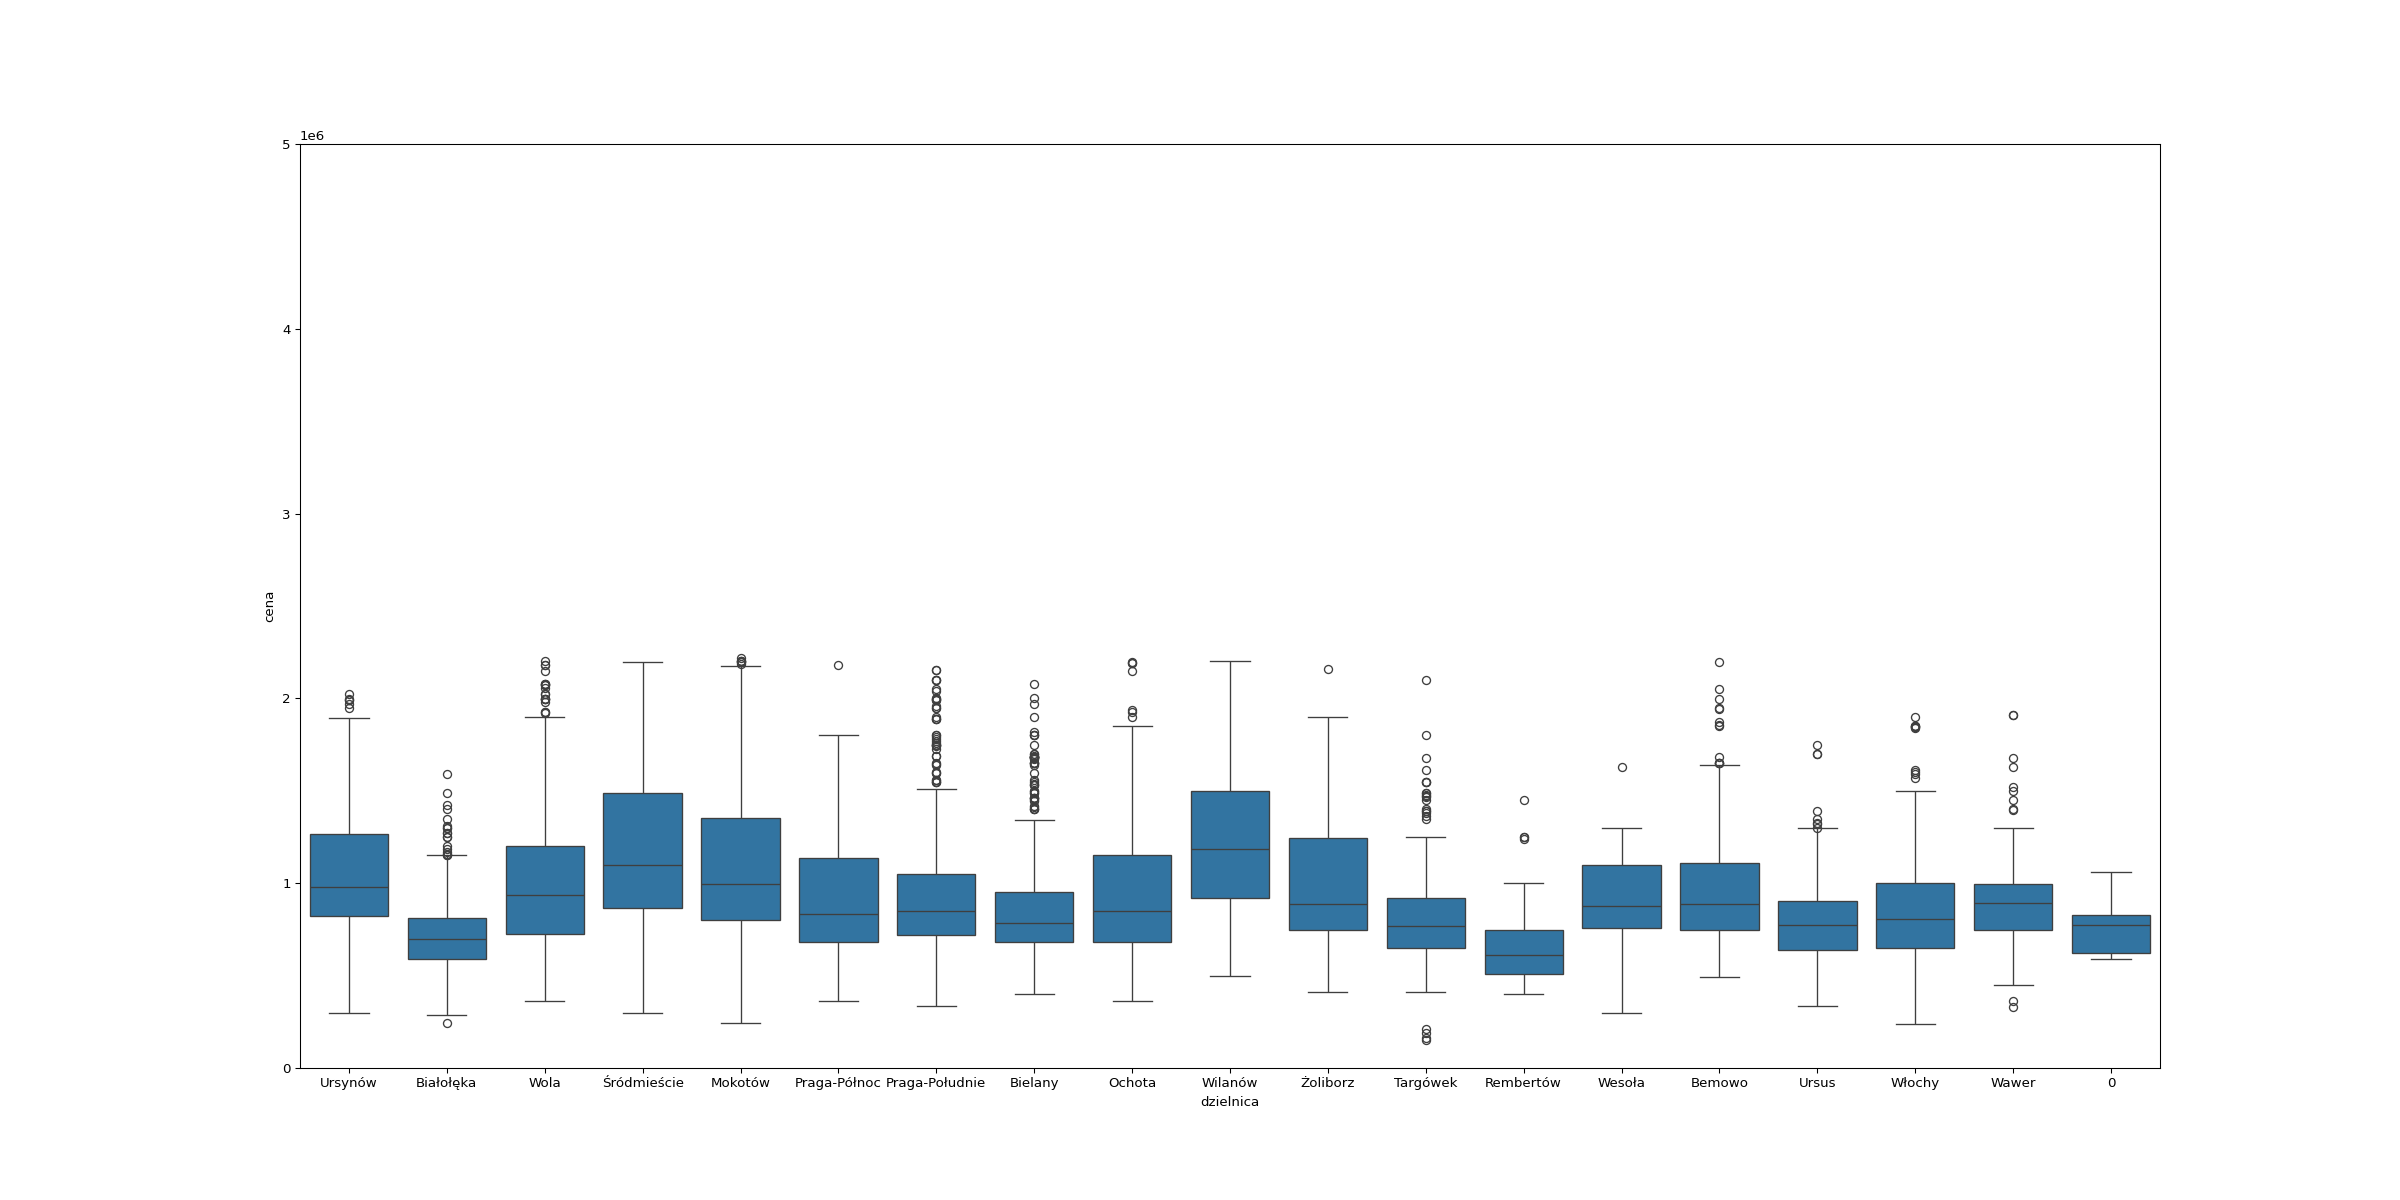 1e6
5
4
3
2
1
0
cena
Ursynów Białołęka Wola Śródmieście Mokotów Praga-Północ Praga-Południe Bielany Ochota Wilanów Żoliborz Targówek Rembertów Wesoła Bemowo Ursus Włochy Wawer 0
dzielnica